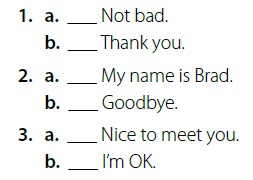 1. a. ___ Not bad.
b. ___ Thank you.
2. a. ___ My name is Brad.
b. ___ Goodbye.
3. a. ___ Nice to meet you.
b. ___ I'm OK.